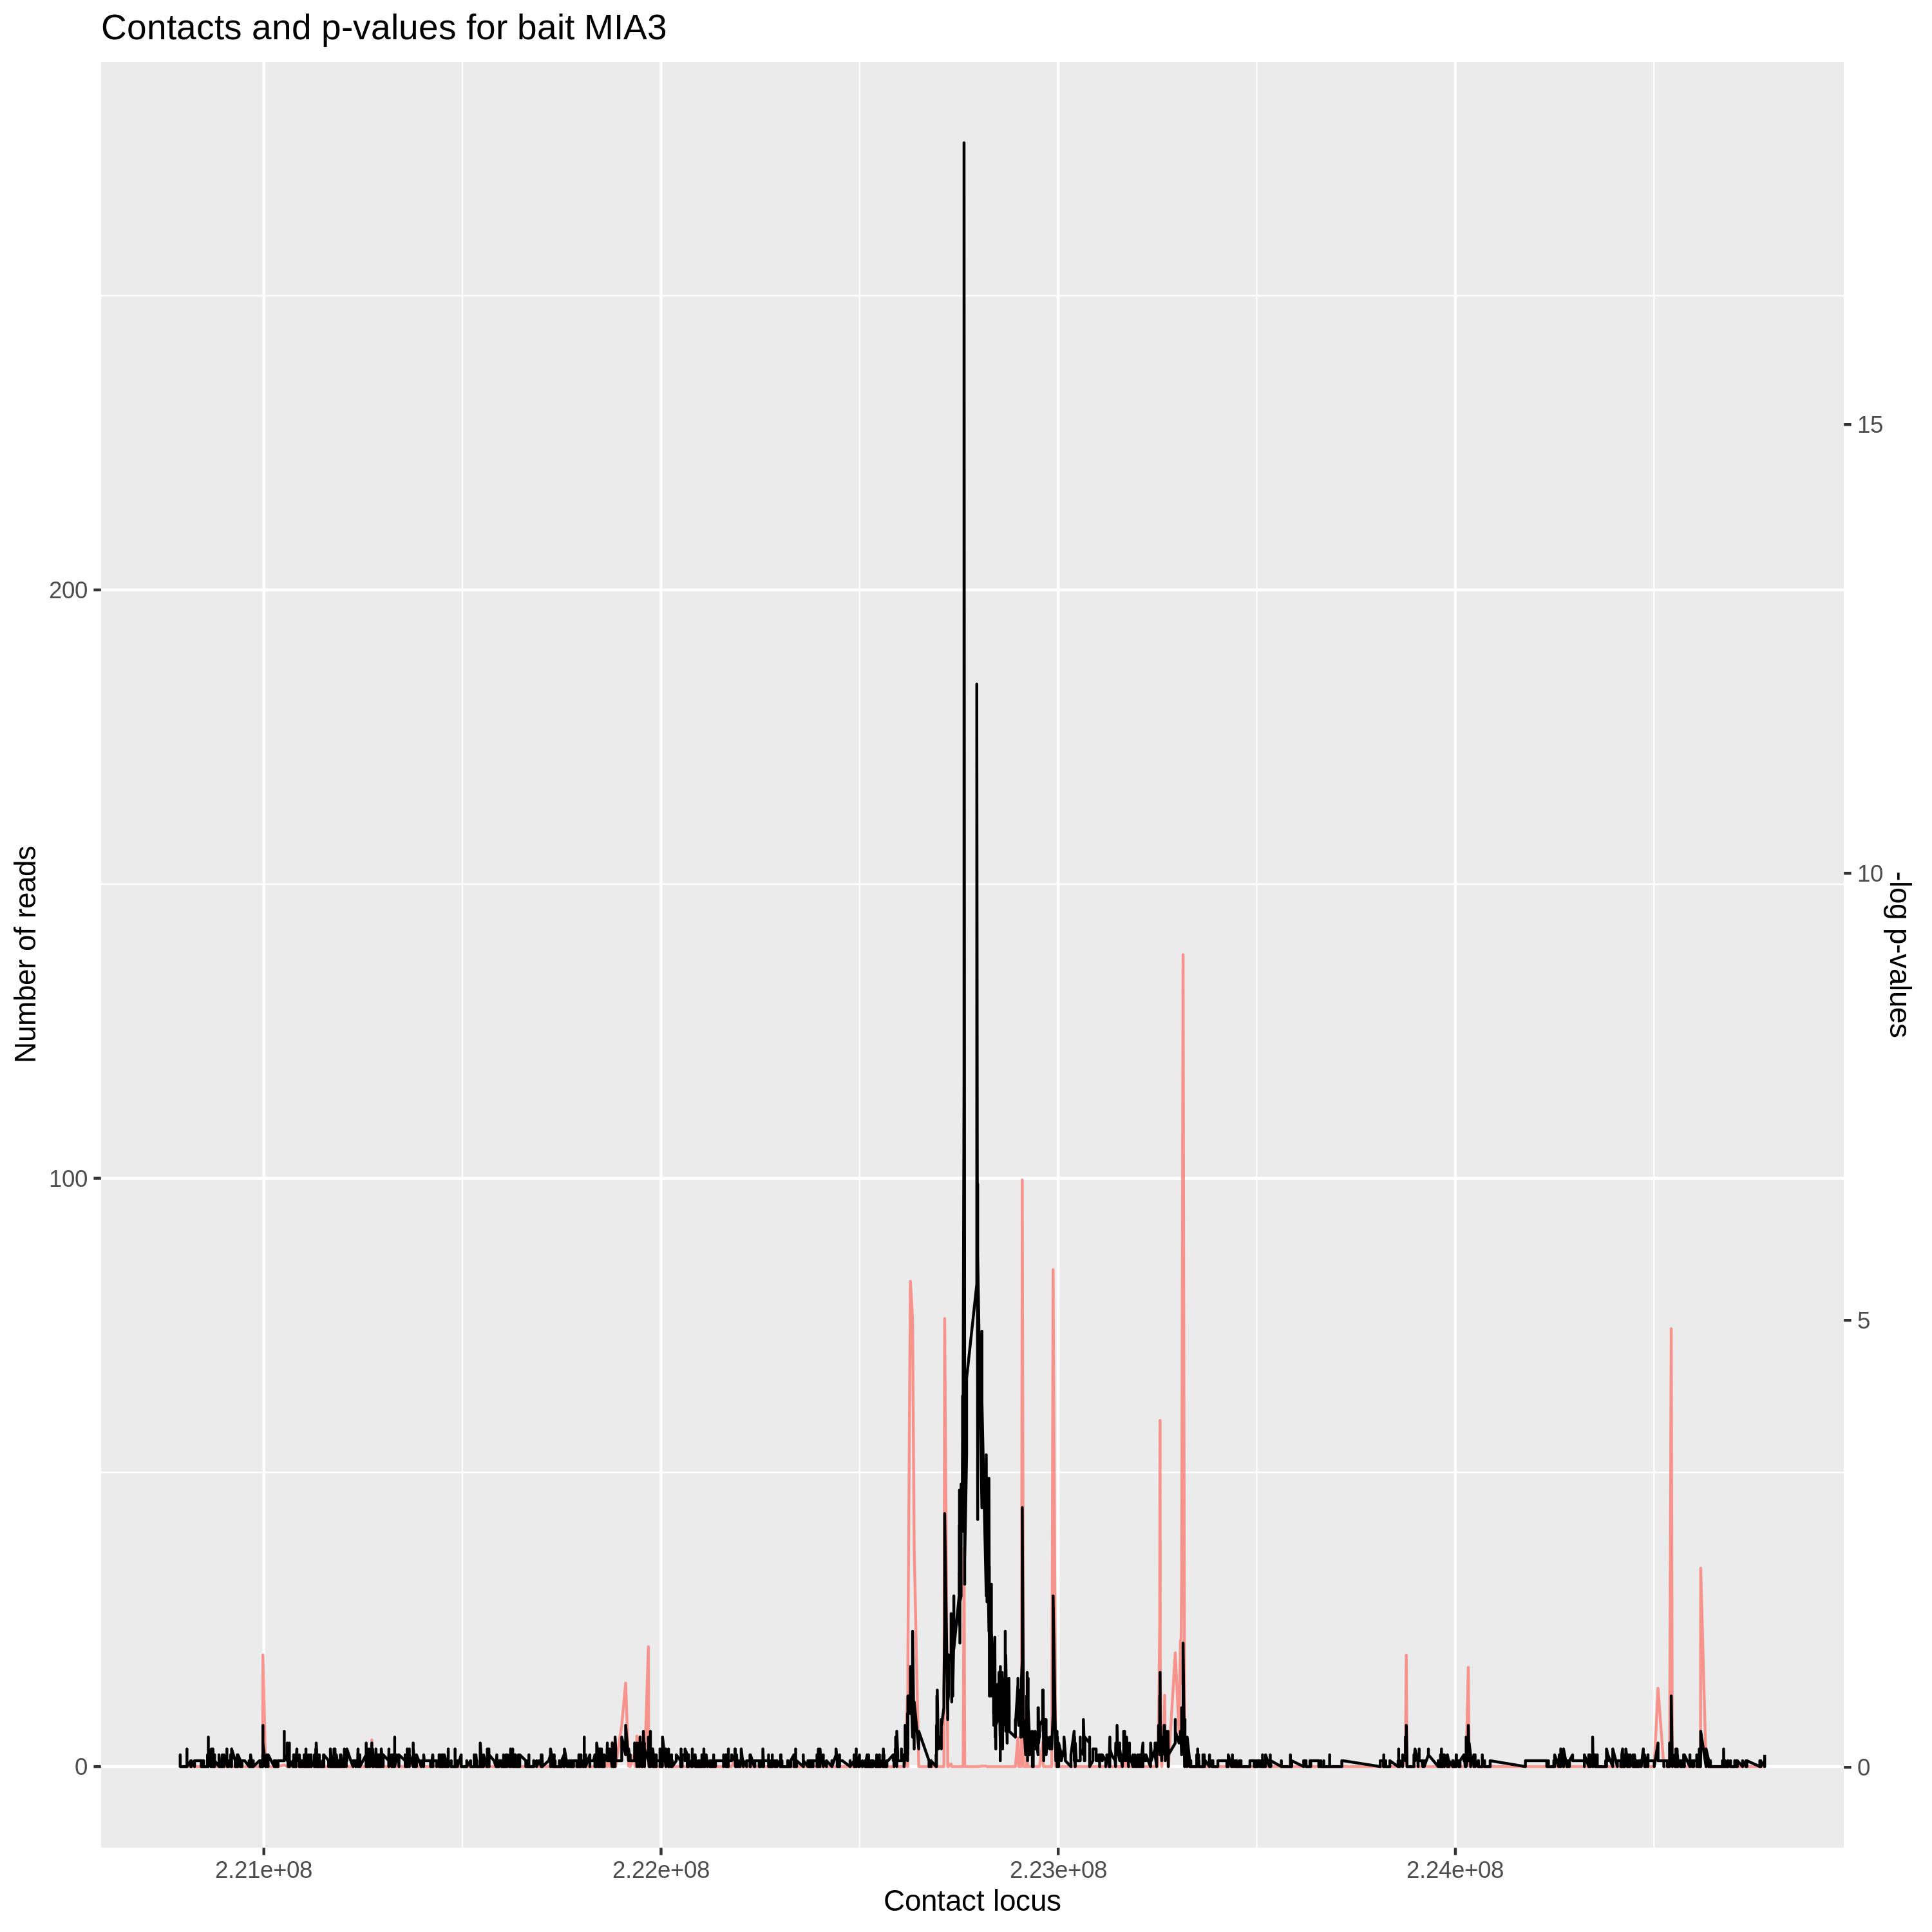 Contacts and p-values for bait MIA3
Number of reads
200
100
0
15
10
5
0
-log p-values
2.21e+08 2.22e+08 2.23e+08 2.24e+08
Contact locus